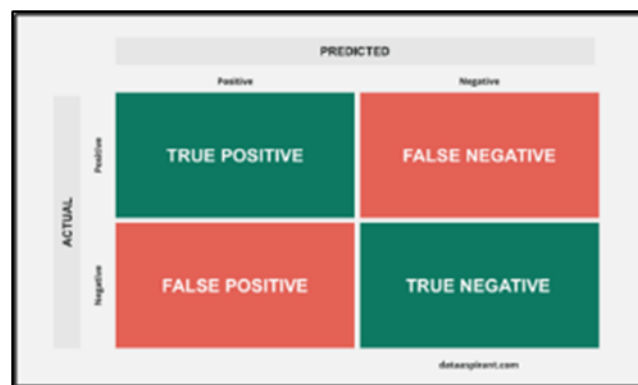 PREDICTED
Positive Negative
ACTUAL
Positive
TRUE POSITIVE FALSE NEGATIVE
Negative
FALSE POSITIVE TRUE NEGATIVE
dataaspirant.com